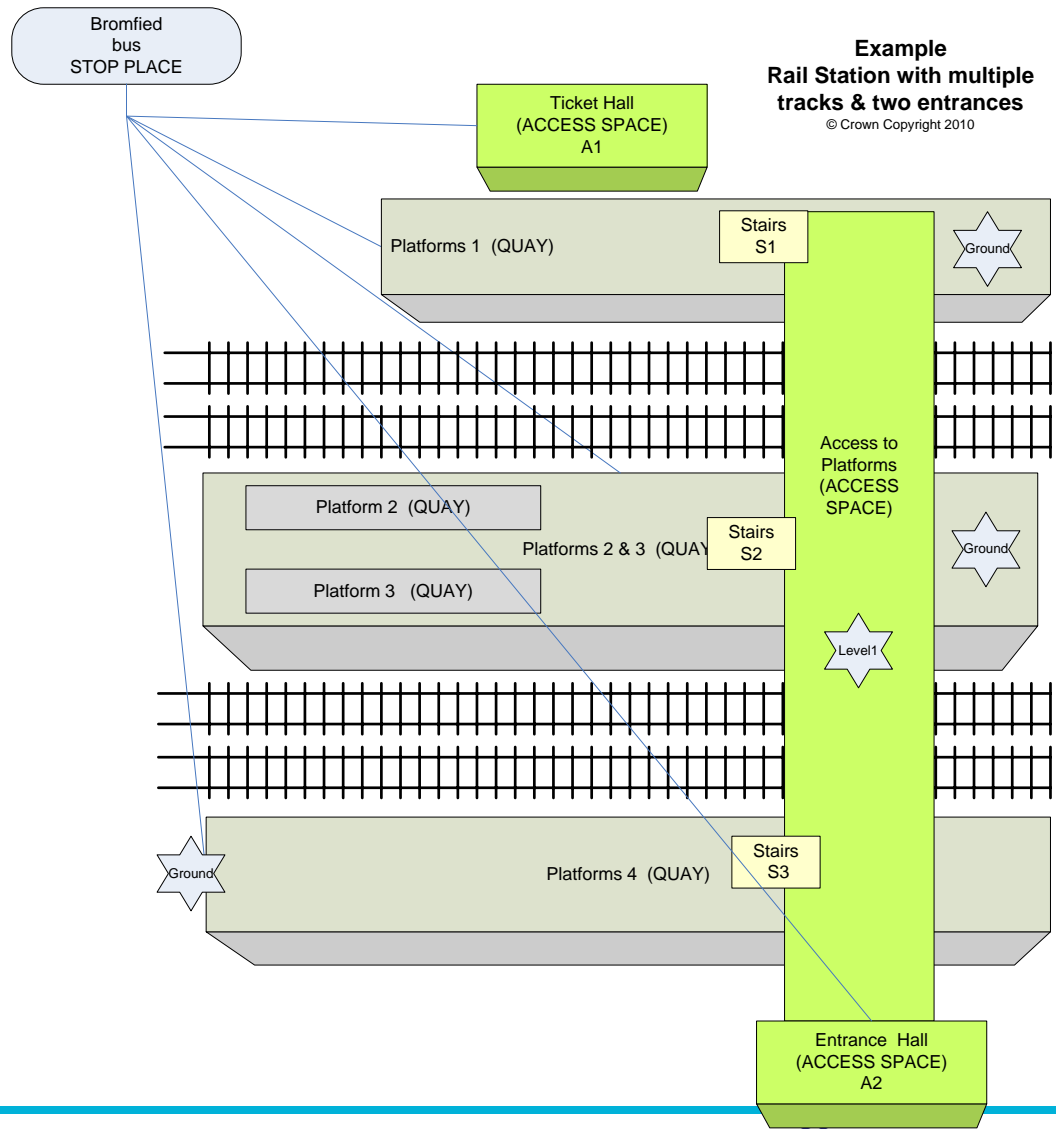 Bromfied
bus
STOP PLACE
Example
Rail Station with multiple
tracks & two entrances
© Crown Copyright 2010
Ticket Hall
(ACCESS SPACE)
A1
Platforms 1 (QUAY)
Stairs
S1
Ground
Access to
Platforms
(ACCESS
SPACE)
Platform 2 (QUAY)
Platforms 2 & 3 (QUAY
Stairs
S2
Ground
Platform 3 (QUAY)
Level1
Ground
Platforms 4 (QUAY)
Stairs
S3
Entrance Hall
(ACCESS SPACE)
A2